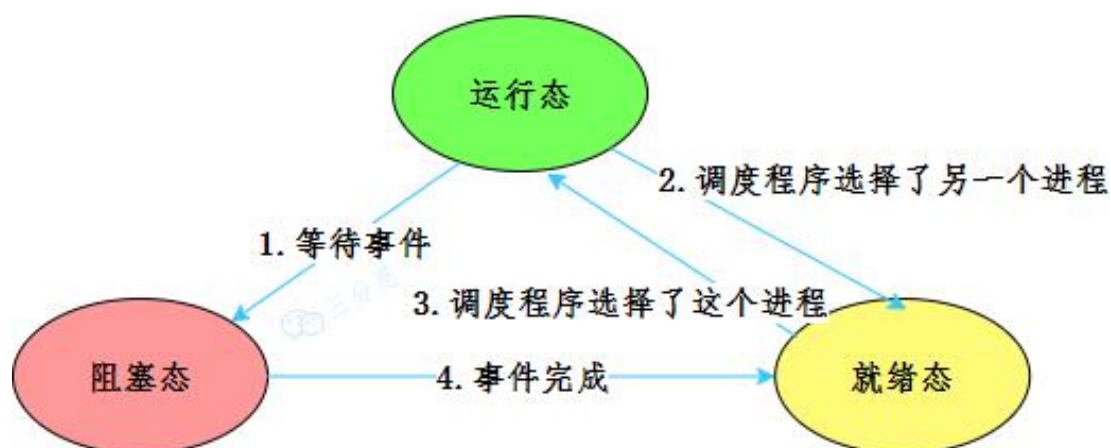 运行态
2.调度程序选择了另一个进程
1.等待事件
3.调度程序选择了这个进程
阻塞态
4.事件完成
就绪态